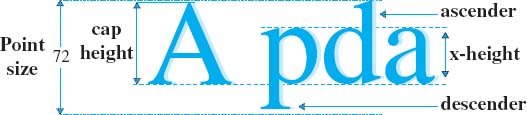 ascender
Point
size
72
cap
height
A pda
x-height
descender